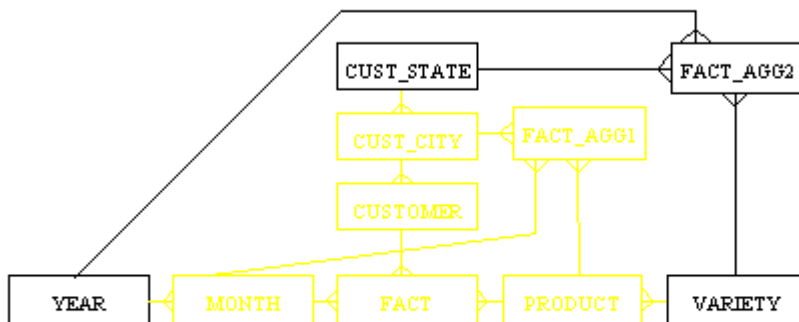 CUST_STATE
FACT_AGG2
CUST_CITY
FACT_AGG1
CUSTOMER
YEAR
MONTH
FACT
PRODUCT
VARIETY